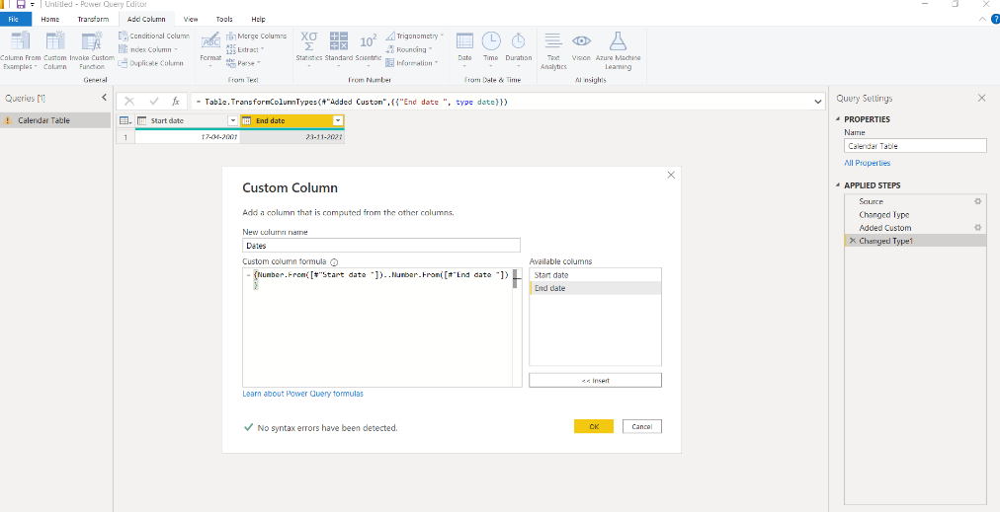 Untitled - Power Query Editor
File Home Transform Add Column View Tools Help
Column From Examples
Custom Column
Invoke Custom Function
Conditional Column
Index Column
Duplicate Column
General
Format
ABC
Merge Columns
ABC 123 Extract
abc Parse
From Text
Statistics
Standard
10² Scientific
Trigonometry
Rounding
Information
From Number
Date
Time
Duration
From Date & Time
Text Analytics
Vision
Azure Machine Learning
AI Insights
Queries [1]
Calendar Table
fx = Table.TransformColumnTypes(#"Added Custom",{{"End date ", type date}})
Start date End date
1 17-04-2001 23-11-2021
Custom Column
Add a column that is computed from the other columns.
New column name
Dates
Custom column formula
= {Number.From([#"Start date "])..Number.From([#"End date "])
}
Available columns
Start date
End date
<< Insert
Learn about Power Query formulas
No syntax errors have been detected.
OK Cancel
Query Settings
PROPERTIES
Name
Calendar Table
All Properties
APPLIED STEPS
Source
Changed Type
Added Custom
Changed Type1